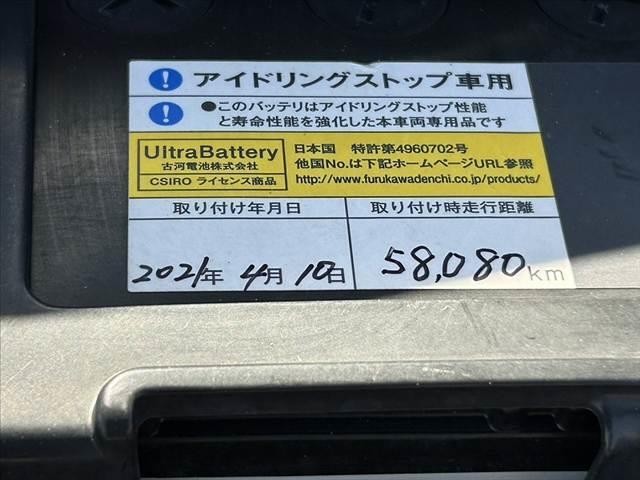 アイドリングストップ車用
●このバッテリはアイドリングストップ性能
と寿命性能を強化した本車両専用品です
UltraBattery
古河電池株式会社
CSIRO ライセンス商品
日本国 特許第4960702号
他国No.は下記ホームページURL参照
http://www.furukawadenchi.co.jp/products/
取り付け年月日
取り付け時走行距離
2021年 4月 10日
58,080km